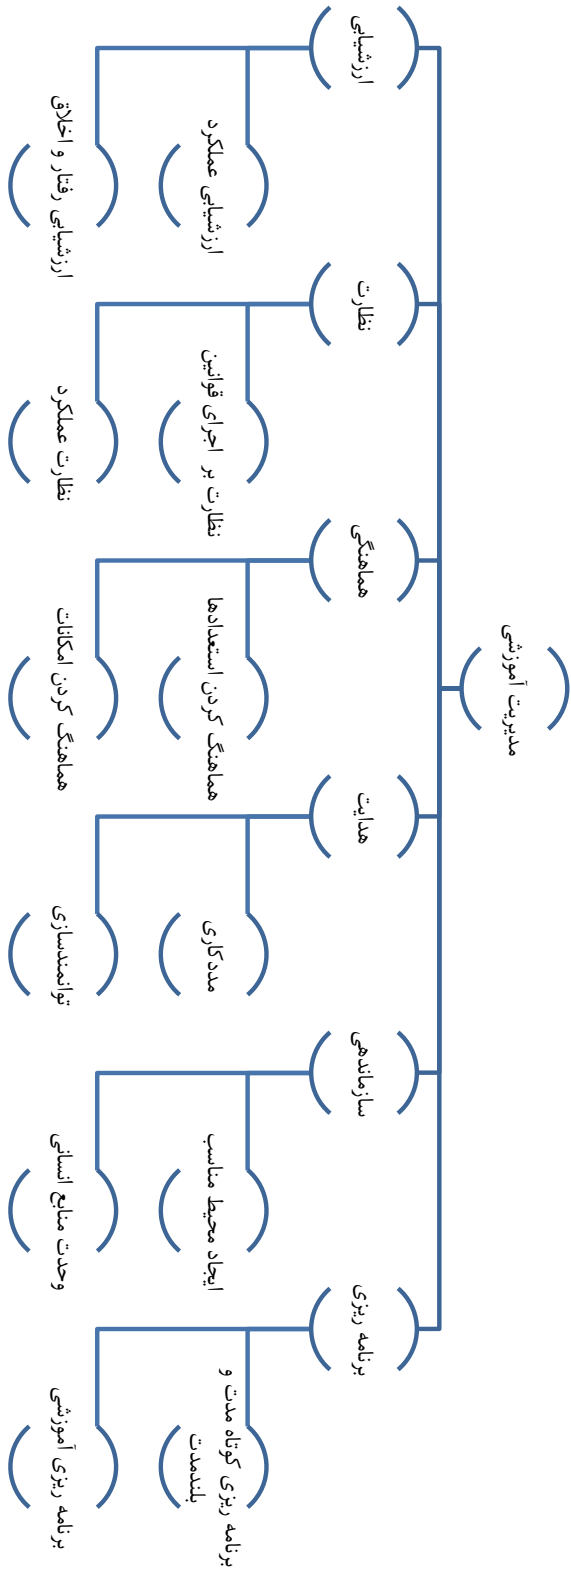 مدیریت آموزشی
برنامه ریزی
برنامه ریزی کوتاه مدت و
بلندمدت
برنامه ریزی آموزشی
سازماندهی
ایجاد محیط مناسب
وحدت منابع انسانی
هدایت
مددکاری
توانمندسازی
هماهنگی
هماهنگ کردن استعدادها
هماهنگ کردن امکانات
نظارت
نظارت بر اجرای قوانین
نظارت عملکرد
ارزشیابی
ارزشیابی عملکرد
ارزشیابی رفتار و اخلاق